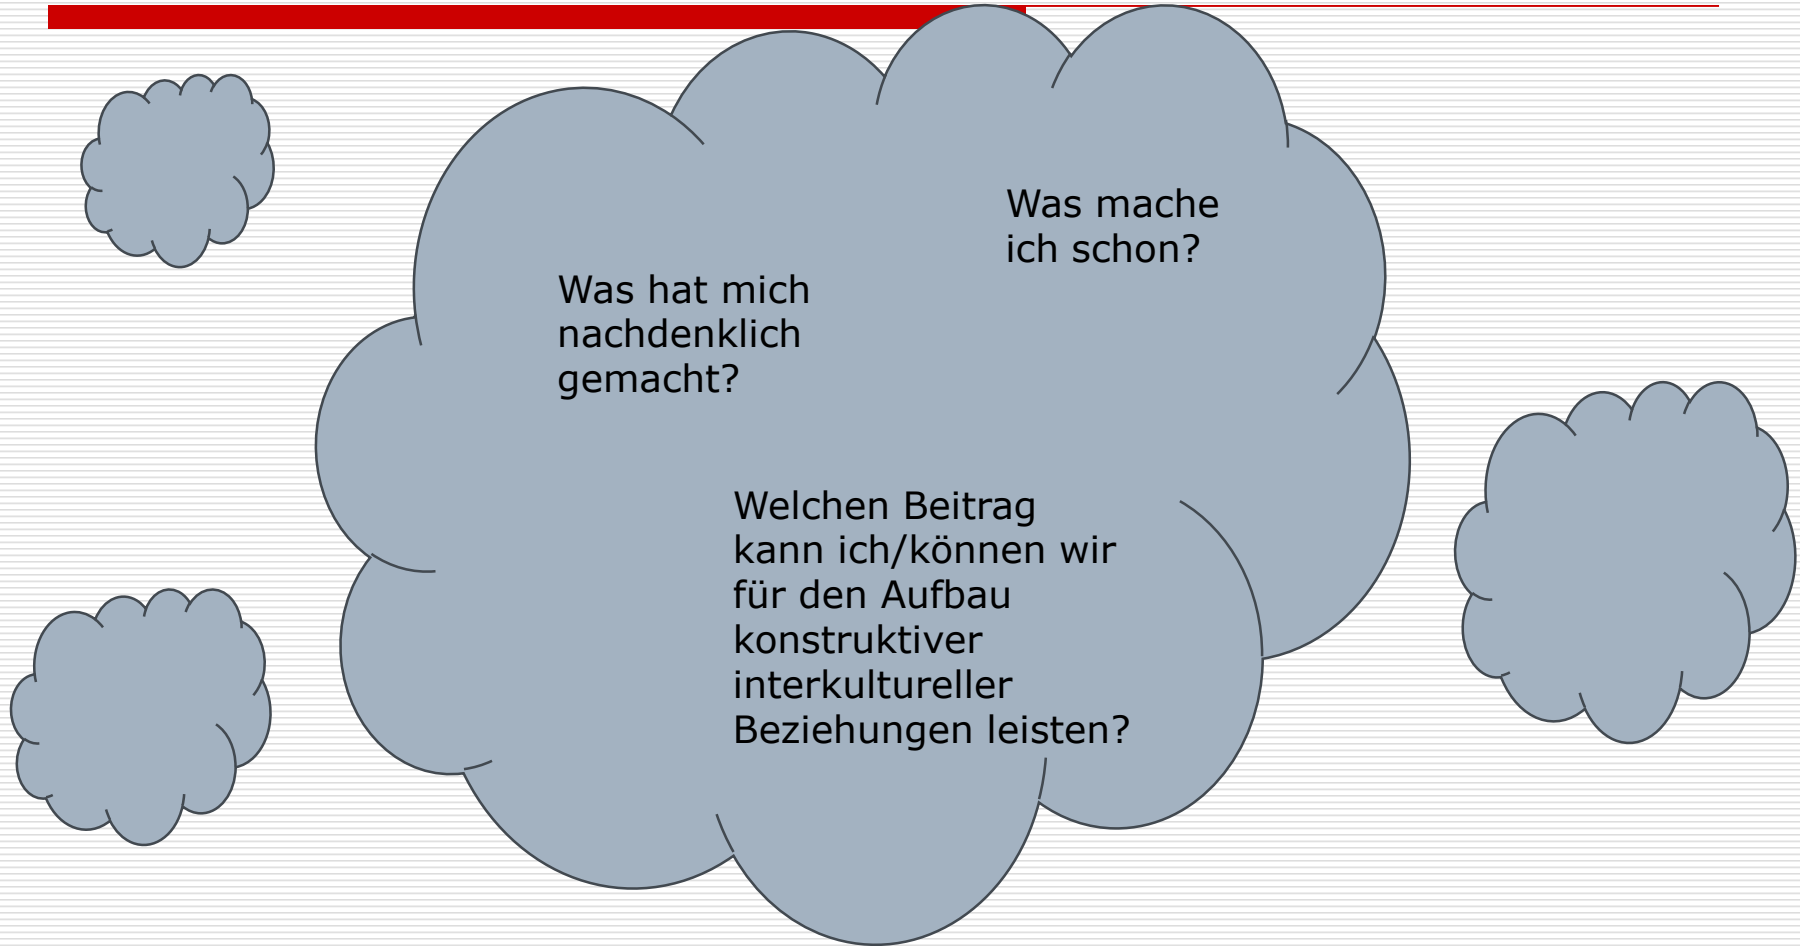 Was mache
ich schon?
Was hat mich
nachdenklich
gemacht?
Welchen Beitrag
kann ich/können wir
für den Aufbau
konstruktiver
interkultureller
Beziehungen leisten?